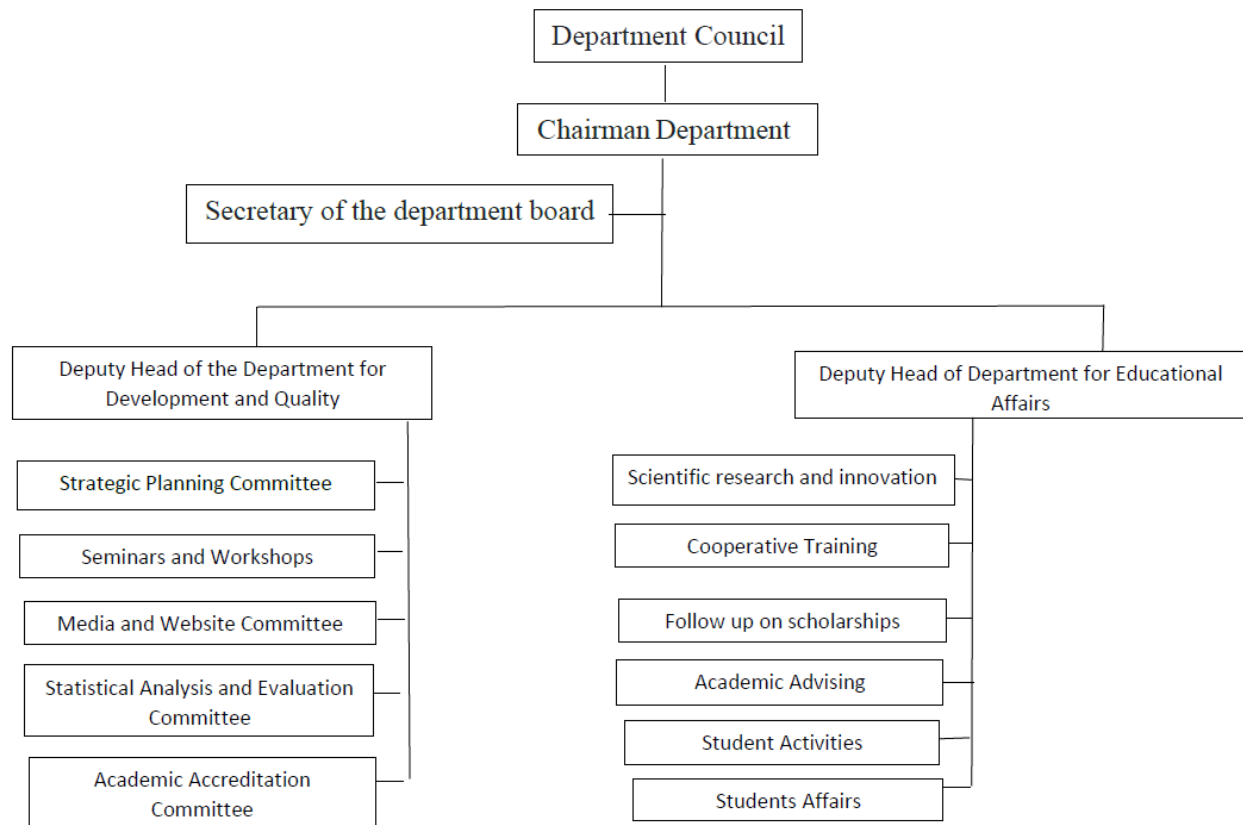 Department Council
Chairman Department
Secretary of the department board
Deputy Head of the Department for
Development and Quality
Strategic Planning Committee
Seminars and Workshops
Media and Website Committee
Statistical Analysis and Evaluation
Committee
Academic Accreditation
Committee
Deputy Head of Department for Educational
Affairs
Scientific research and innovation
Cooperative Training
Follow up on scholarships
Academic Advising
Student Activities
Students Affairs